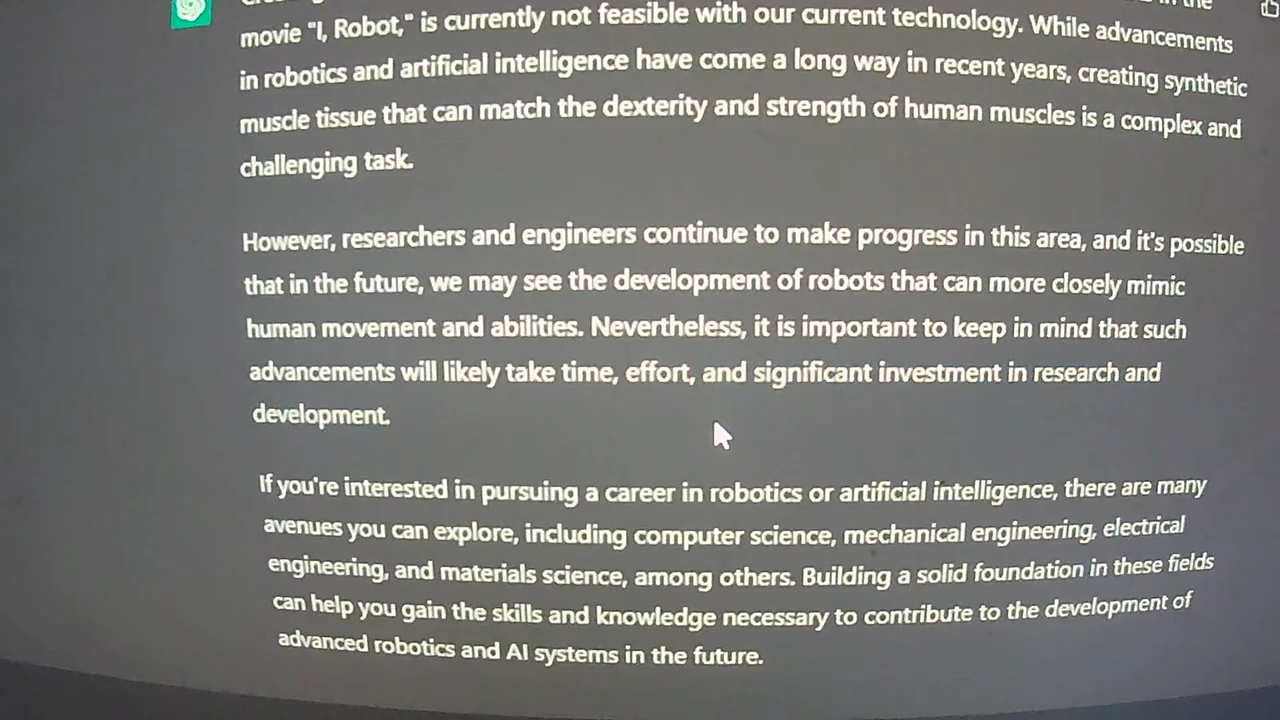 in the
movie "I, Robot," is currently not feasible with our current technology. While advancements
in robotics and artificial intelligence have come a long way in recent years, creating synthetic
muscle tissue that can match the dexterity and strength of human muscles is a complex and
challenging task.
However, researchers and engineers continue to make progress in this area, and it's possible
that in the future, we may see the development of robots that can more closely mimic
human movement and abilities. Nevertheless, it is important to keep in mind that such
advancements will likely take time, effort, and significant investment in research and
development.
If you're interested in pursuing a career in robotics or artificial intelligence, there are many
avenues you can explore, including computer science, mechanical engineering, electrical
engineering, and materials science, among others. Building a solid foundation in these fields
can help you gain the skills and knowledge necessary to contribute to the development of
advanced robotics and AI systems in the future.